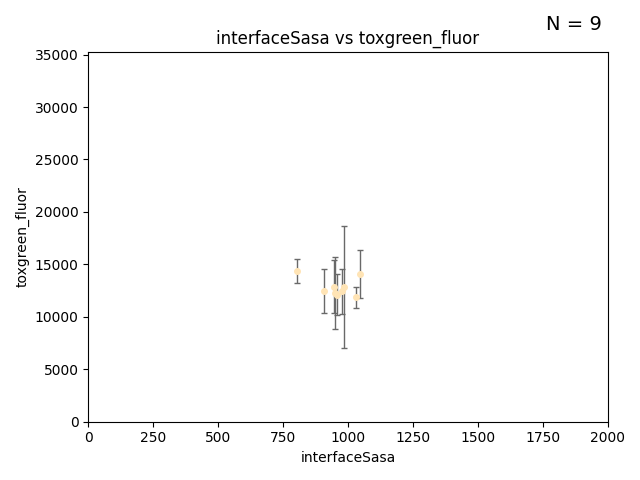 N = 9
interfaceSasa vs toxgreen_fluor
35000
30000
25000
20000
15000
10000
5000
0
toxgreen_fluor
0 250 500 750 1000 1250 1500 1750 2000
interfaceSasa